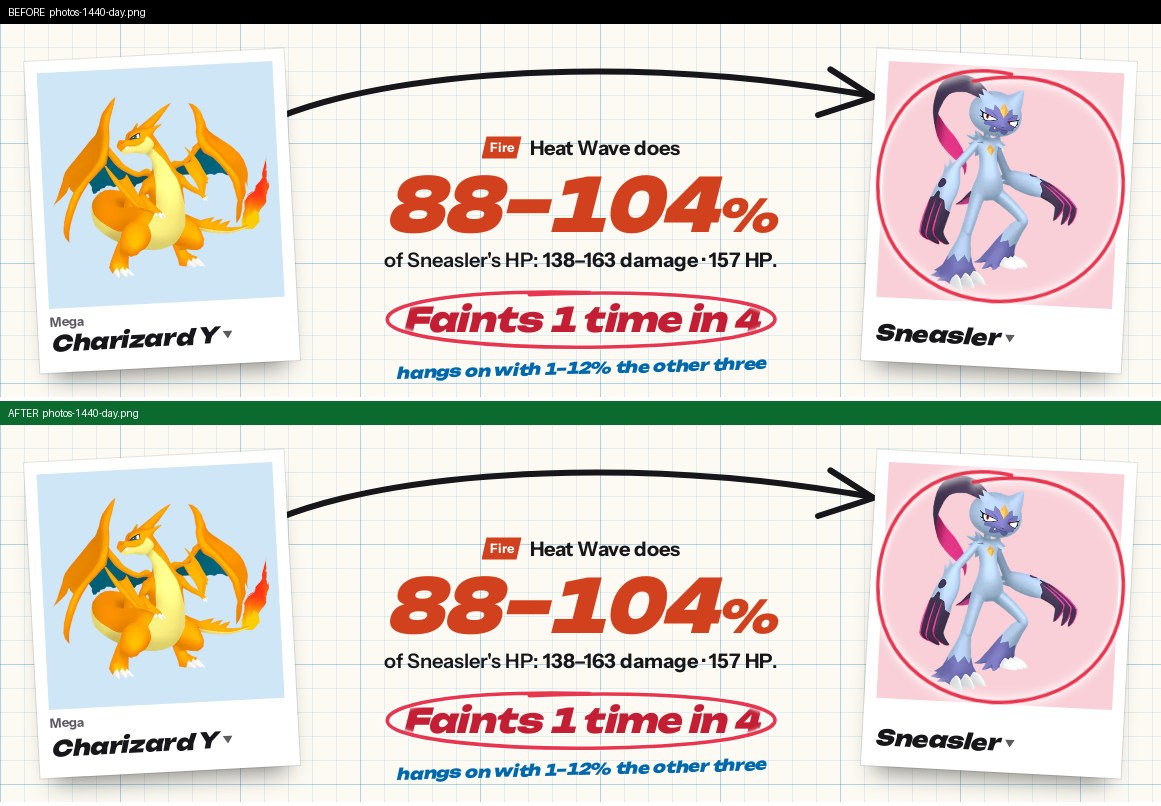 BEFORE photos-1440-day.png
Fire Heat Wave does
88–104%
of Sneasler's HP: 138–163 damage · 157 HP.
Faints 1 time in 4
hangs on with 1–12% the other three
Mega
Charizard Y ▾
Sneasler ▾
AFTER photos-1440-day.png
Fire Heat Wave does
88–104%
of Sneasler's HP: 138–163 damage · 157 HP.
Faints 1 time in 4
hangs on with 1–12% the other three
Mega
Charizard Y ▾
Sneasler ▾